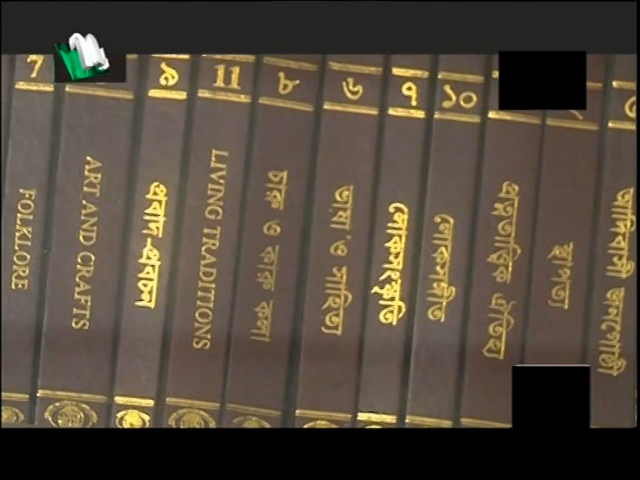 7
FOLKLORE
ART AND CRAFTS
৯
প্রবাদ-প্রবচন
11
LIVING TRADITIONS
৮
চারু ও কারু কলা
৬
ভাষা ও সাহিত্য
৭
লোকসংস্কৃতি
১০
লোকসঙ্গীত
প্রত্নতাত্ত্বিক ঐতিহ্য
স্থাপত্য
আদিবাসী জনগোষ্ঠী